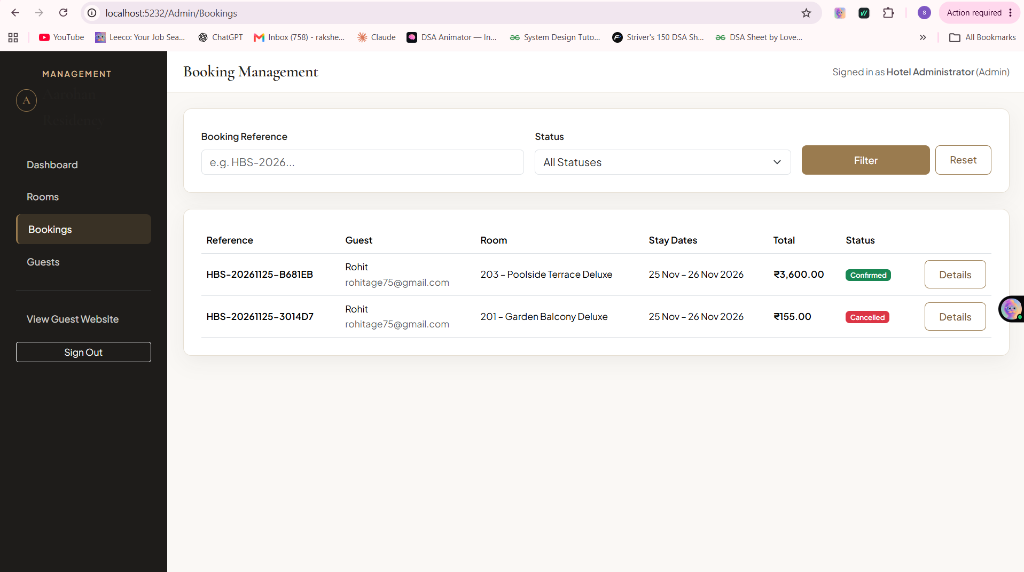 localhost:5232/Admin/Bookings
Action required
YouTube
Leeco: Your Job Sea...
ChatGPT
Inbox (758) - rakshe...
Claude
DSA Animator — In...
System Design Tuto...
Striver's 150 DSA Sh...
DSA Sheet by Love...
All Bookmarks
MANAGEMENT
A
Dashboard
Rooms
Bookings
Guests
View Guest Website
Sign Out
Booking Management
Signed in as Hotel Administrator (Admin)
Booking Reference
Status
e.g. HBS-2026...
All Statuses
Filter
Reset
Reference Guest Room Stay Dates Total Status
HBS-20261125-B681EB Rohit 203 – Poolside Terrace Deluxe 25 Nov – 26 Nov 2026 ₹3,600.00 Confirmed Details
rohitage75@gmail.com
HBS-20261125-3014D7 Rohit 201 – Garden Balcony Deluxe 25 Nov – 26 Nov 2026 ₹155.00 Cancelled Details
rohitage75@gmail.com